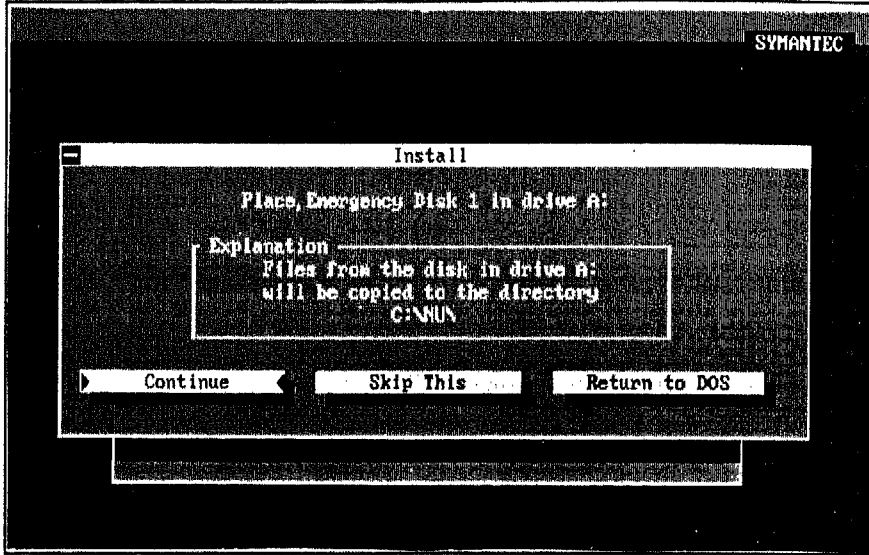 SYMANTEC
Install
Place Emergency Disk 1 in drive A:
Explanation
Files from the disk in drive A:
will be copied to the directory
C:\NU\
Continue
Skip This
Return to DOS